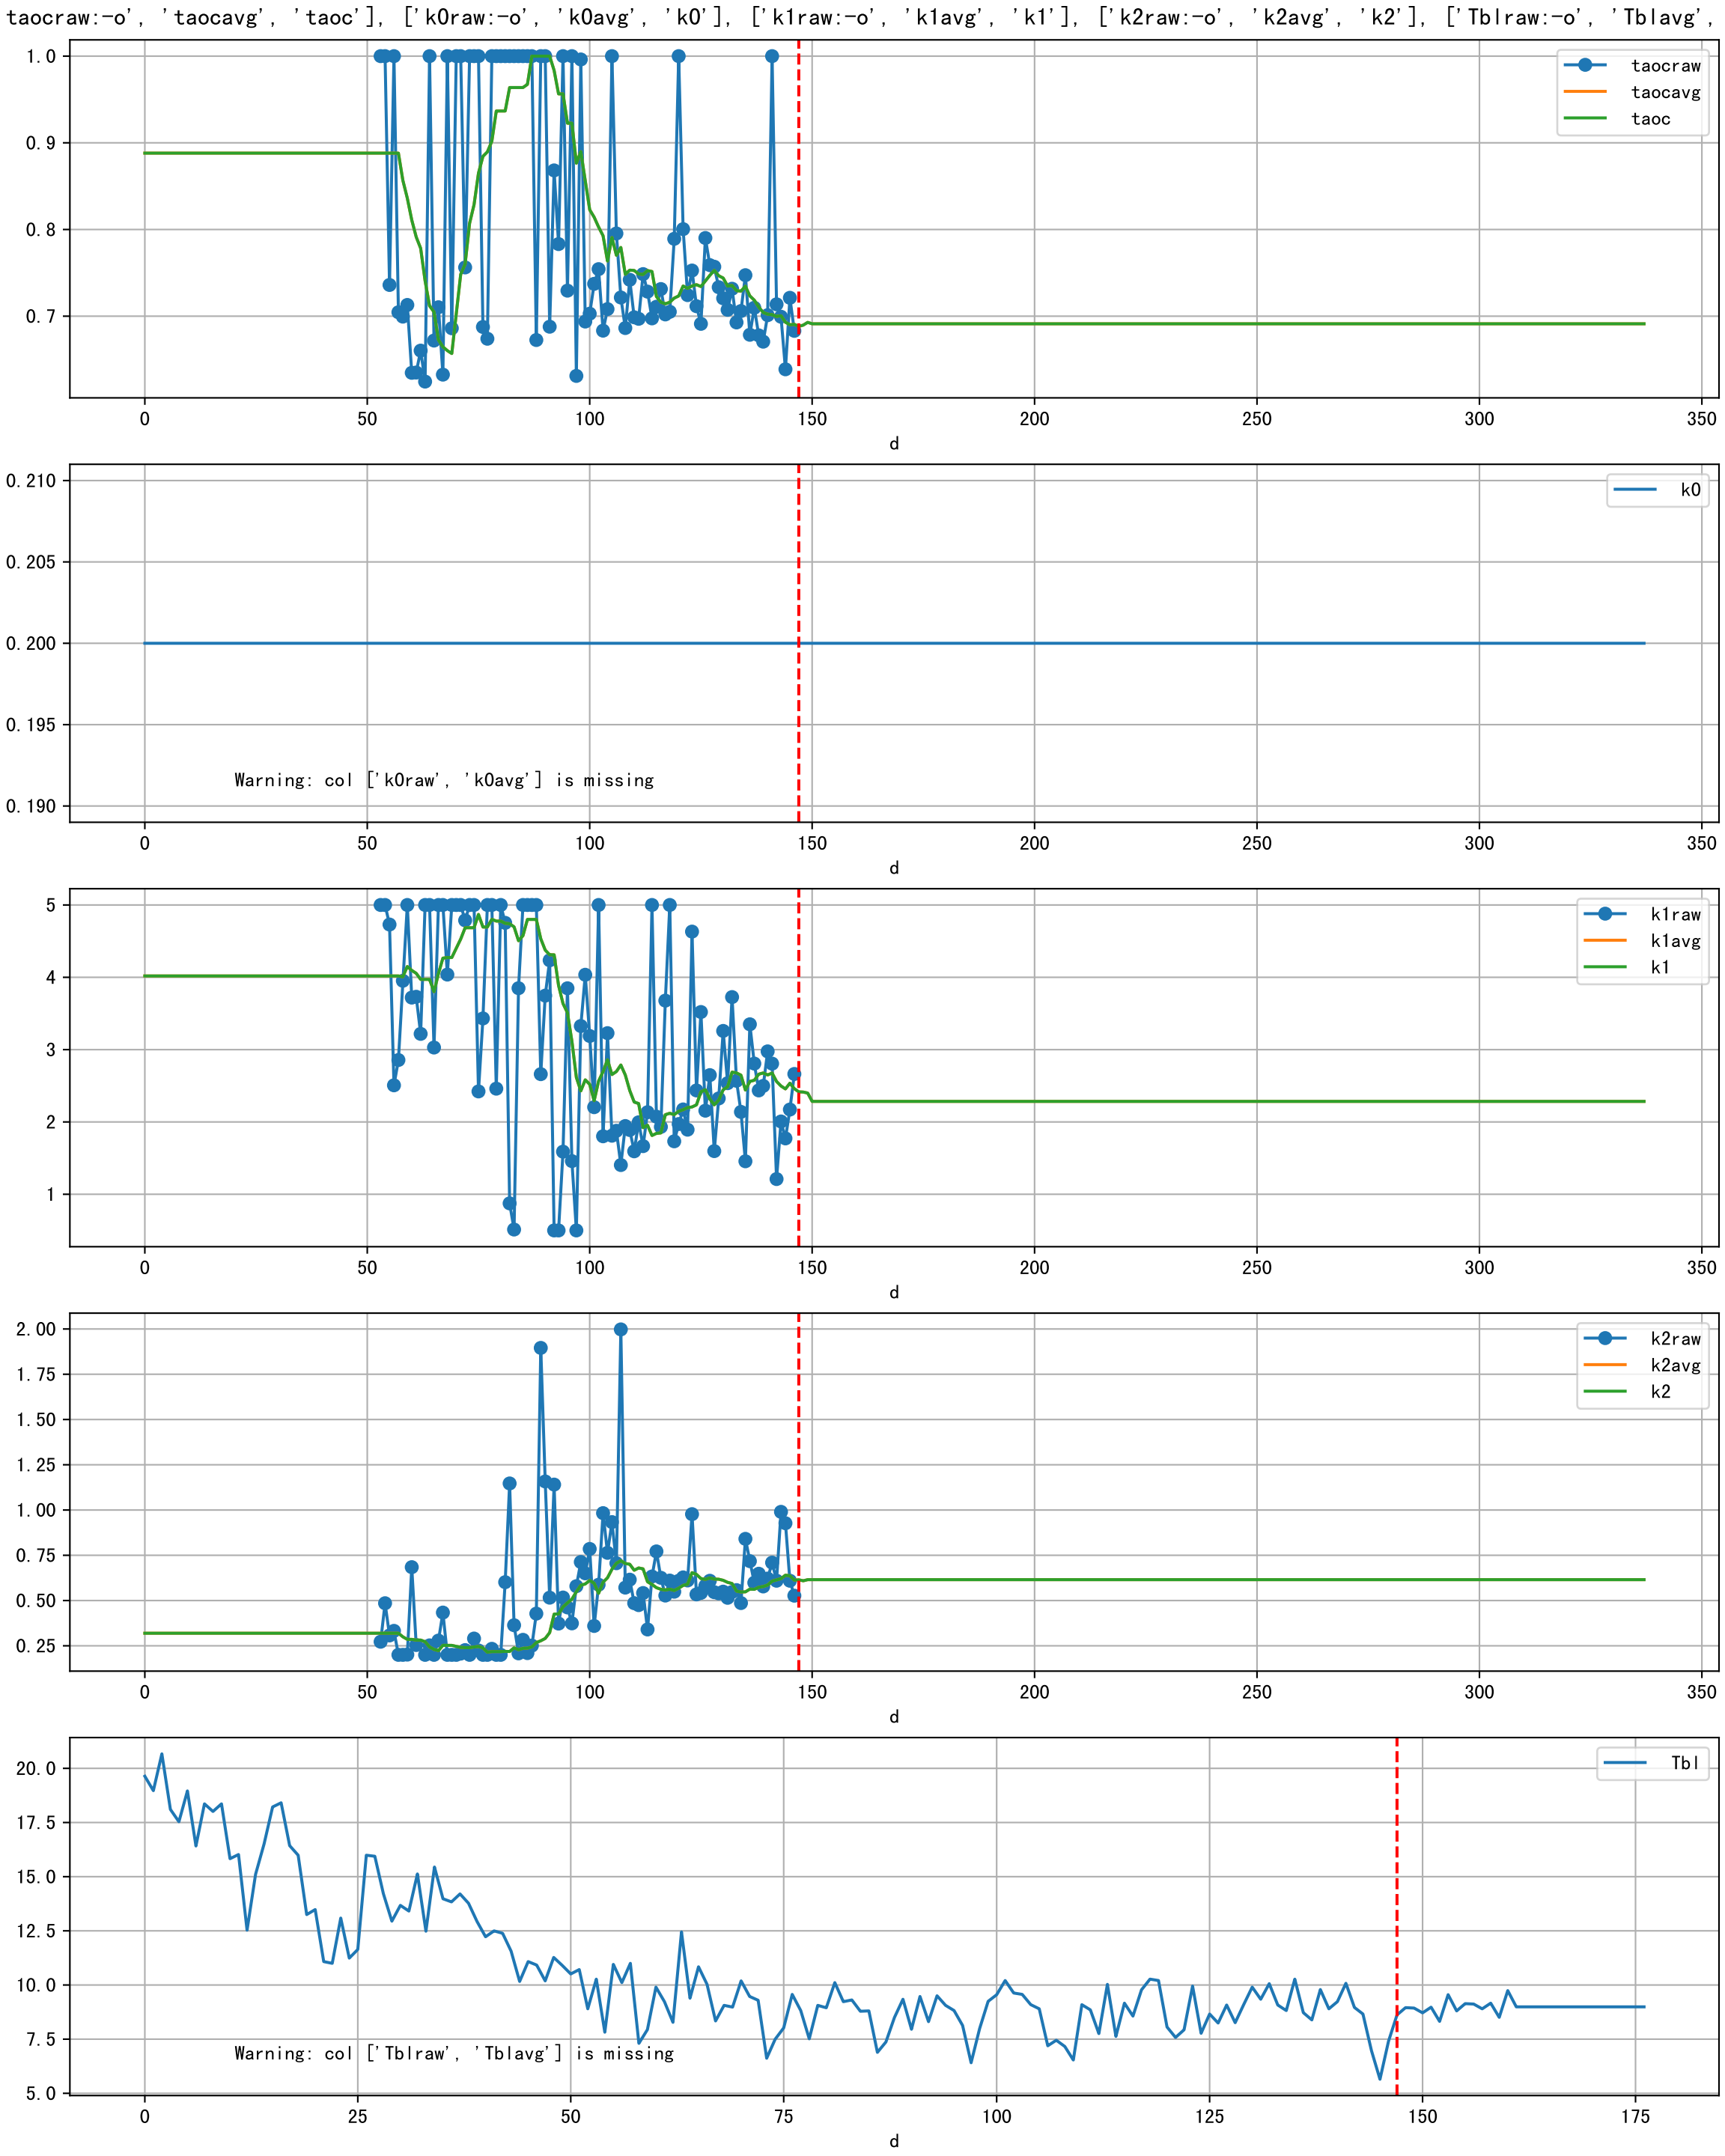 taocraw:-o', 'taocavg', 'taoc'], ['k0raw:-o', 'k0avg', 'k0'], ['k1raw:-o', 'k1avg', 'k1'], ['k2raw:-o', 'k2avg', 'k2'], ['Tblraw:-o', 'Tblavg',
1.0
0.9
0.8
0.7
taocraw
taocavg
taoc
0 50 100 150 200 250 300 350
d
0.210
0.205
0.200
0.195
0.190
k0
Warning: col ['k0raw', 'k0avg'] is missing
0 50 100 150 200 250 300 350
d
5
4
3
2
1
k1raw
k1avg
k1
0 50 100 150 200 250 300 350
d
2.00
1.75
1.50
1.25
1.00
0.75
0.50
0.25
k2raw
k2avg
k2
0 50 100 150 200 250 300 350
d
20.0
17.5
15.0
12.5
10.0
7.5
5.0
Tbl
Warning: col ['Tblraw', 'Tblavg'] is missing
0 25 50 75 100 125 150 175
d